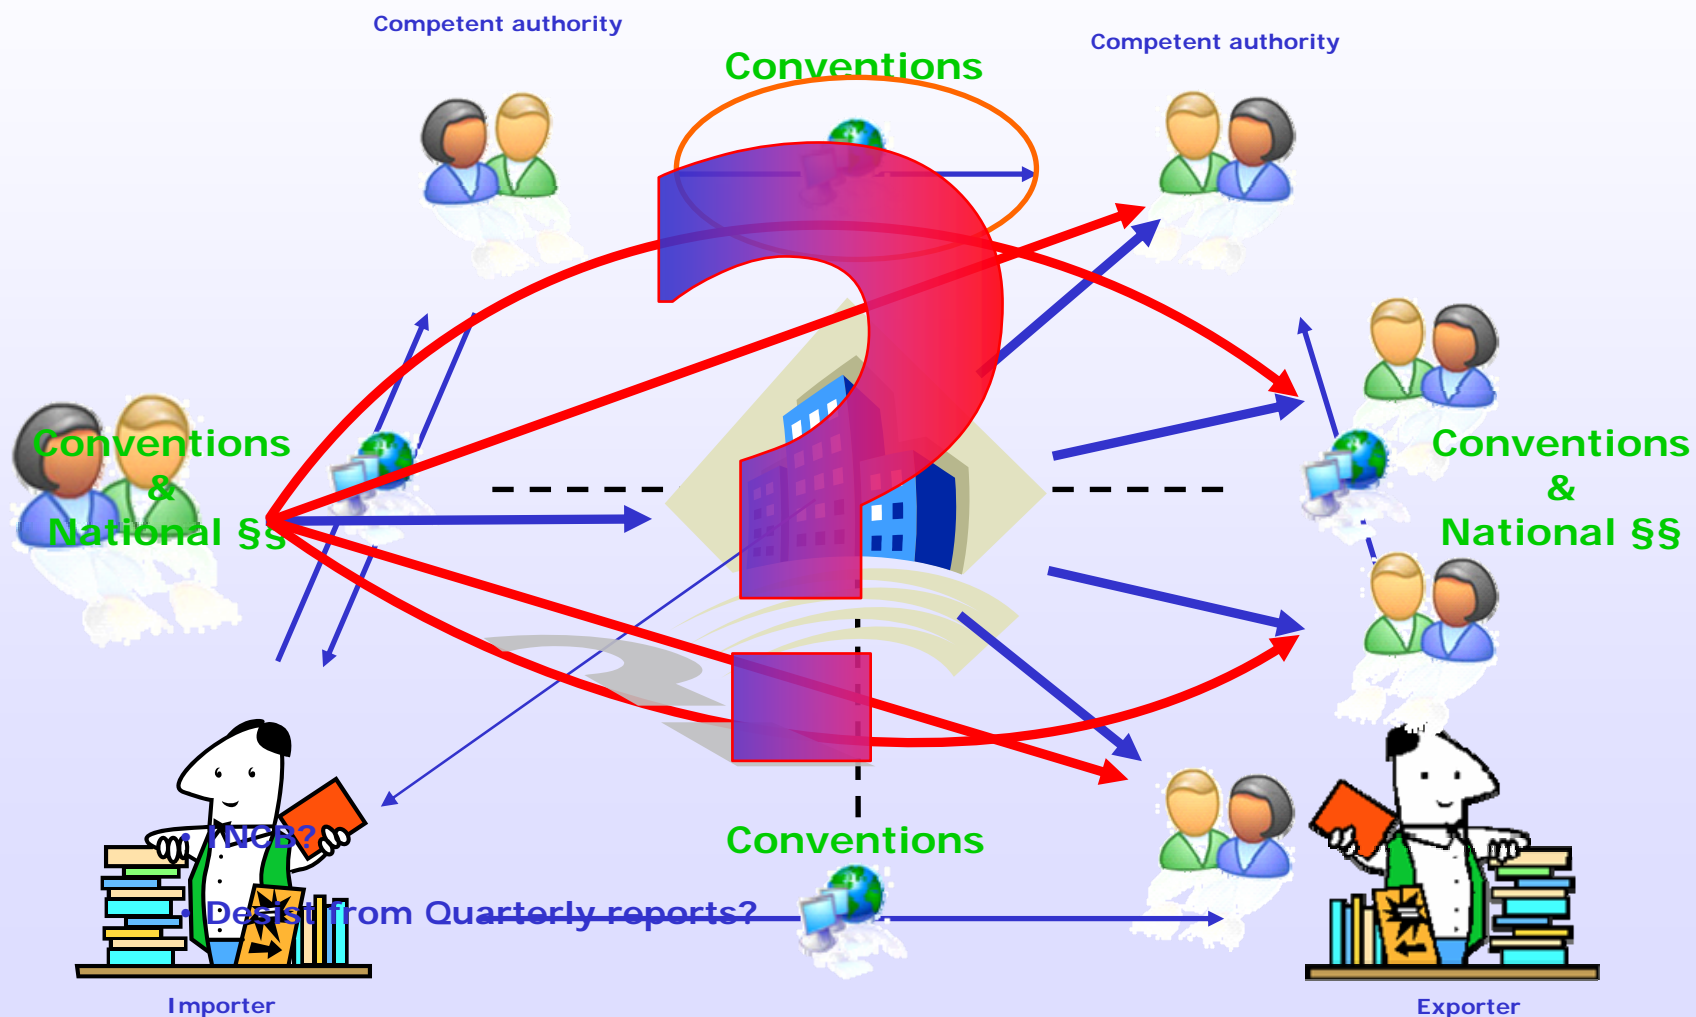 Competent authority
Competent authority
Conventions
Conventions
&
National §§
Conventions
&
National §§
Conventions
• INCB?
• Desist from Quarterly reports?
Importer
Exporter